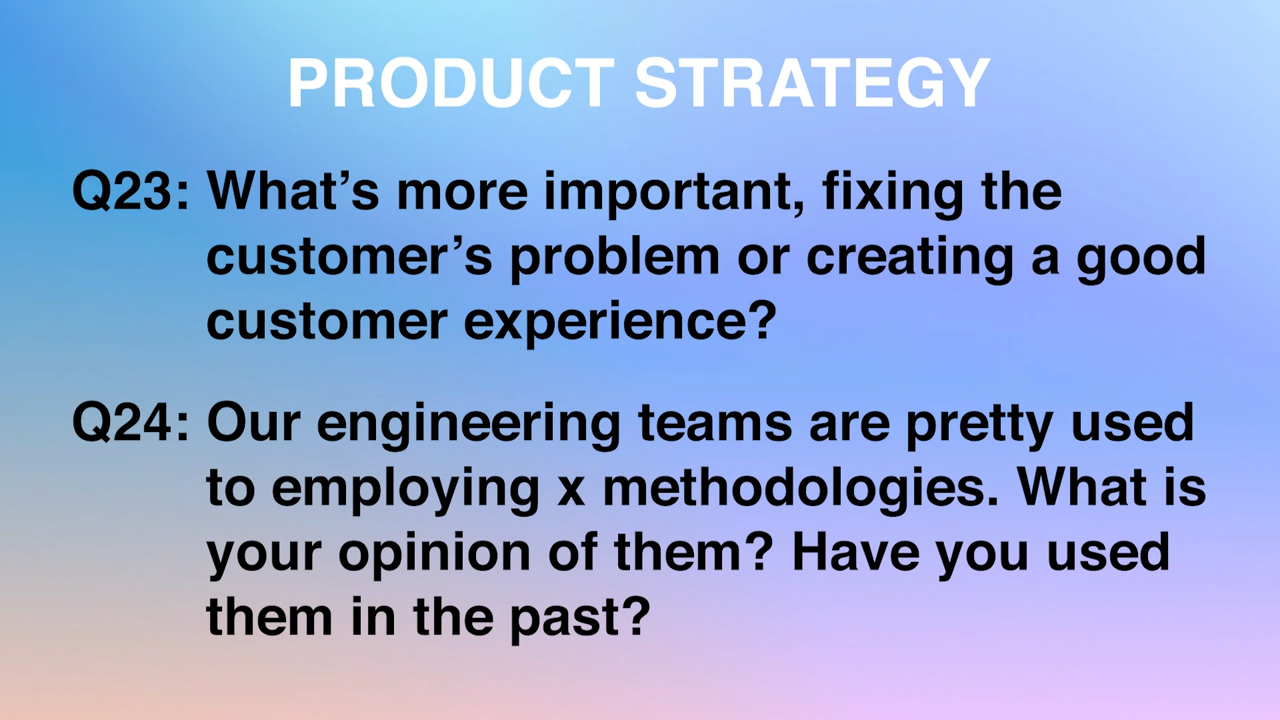 PRODUCT STRATEGY
Q23: What’s more important, fixing the
customer’s problem or creating a good
customer experience?
Q24: Our engineering teams are pretty used
to employing x methodologies. What is
your opinion of them? Have you used
them in the past?